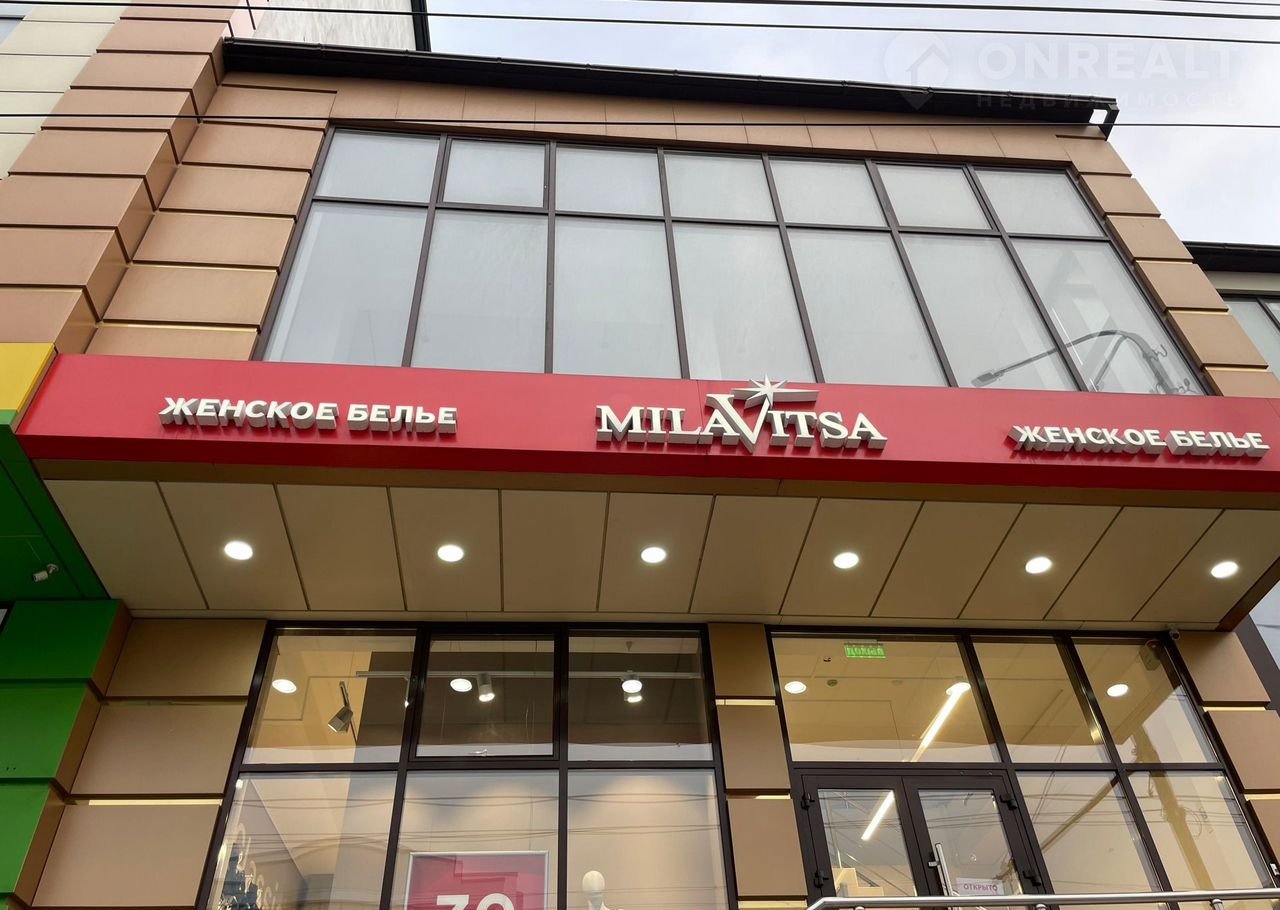 ONREALT
НЕДВИЖИМОСТЬ
ЖЕНСКОЕ БЕЛЬЕ
MILAVITSA
ЖЕНСКОЕ БЕЛЬЕ
ОТКРЫТО